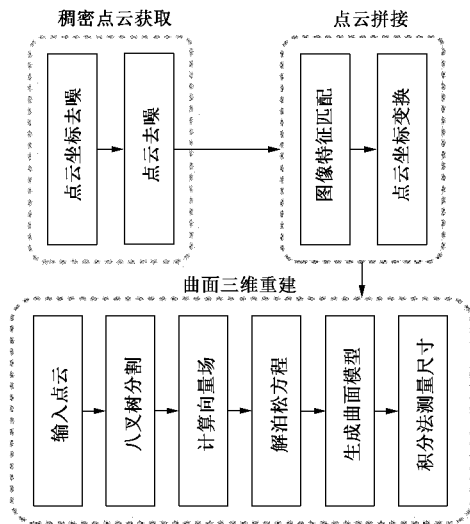 稠密点云获取
点云拼接
点云坐标去噪
点云去噪
图像特征匹配
点云坐标变换
曲面三维重建
输入点云
八叉树分割
计算向量场
解泊松方程
生成曲面模型
积分法测量尺寸